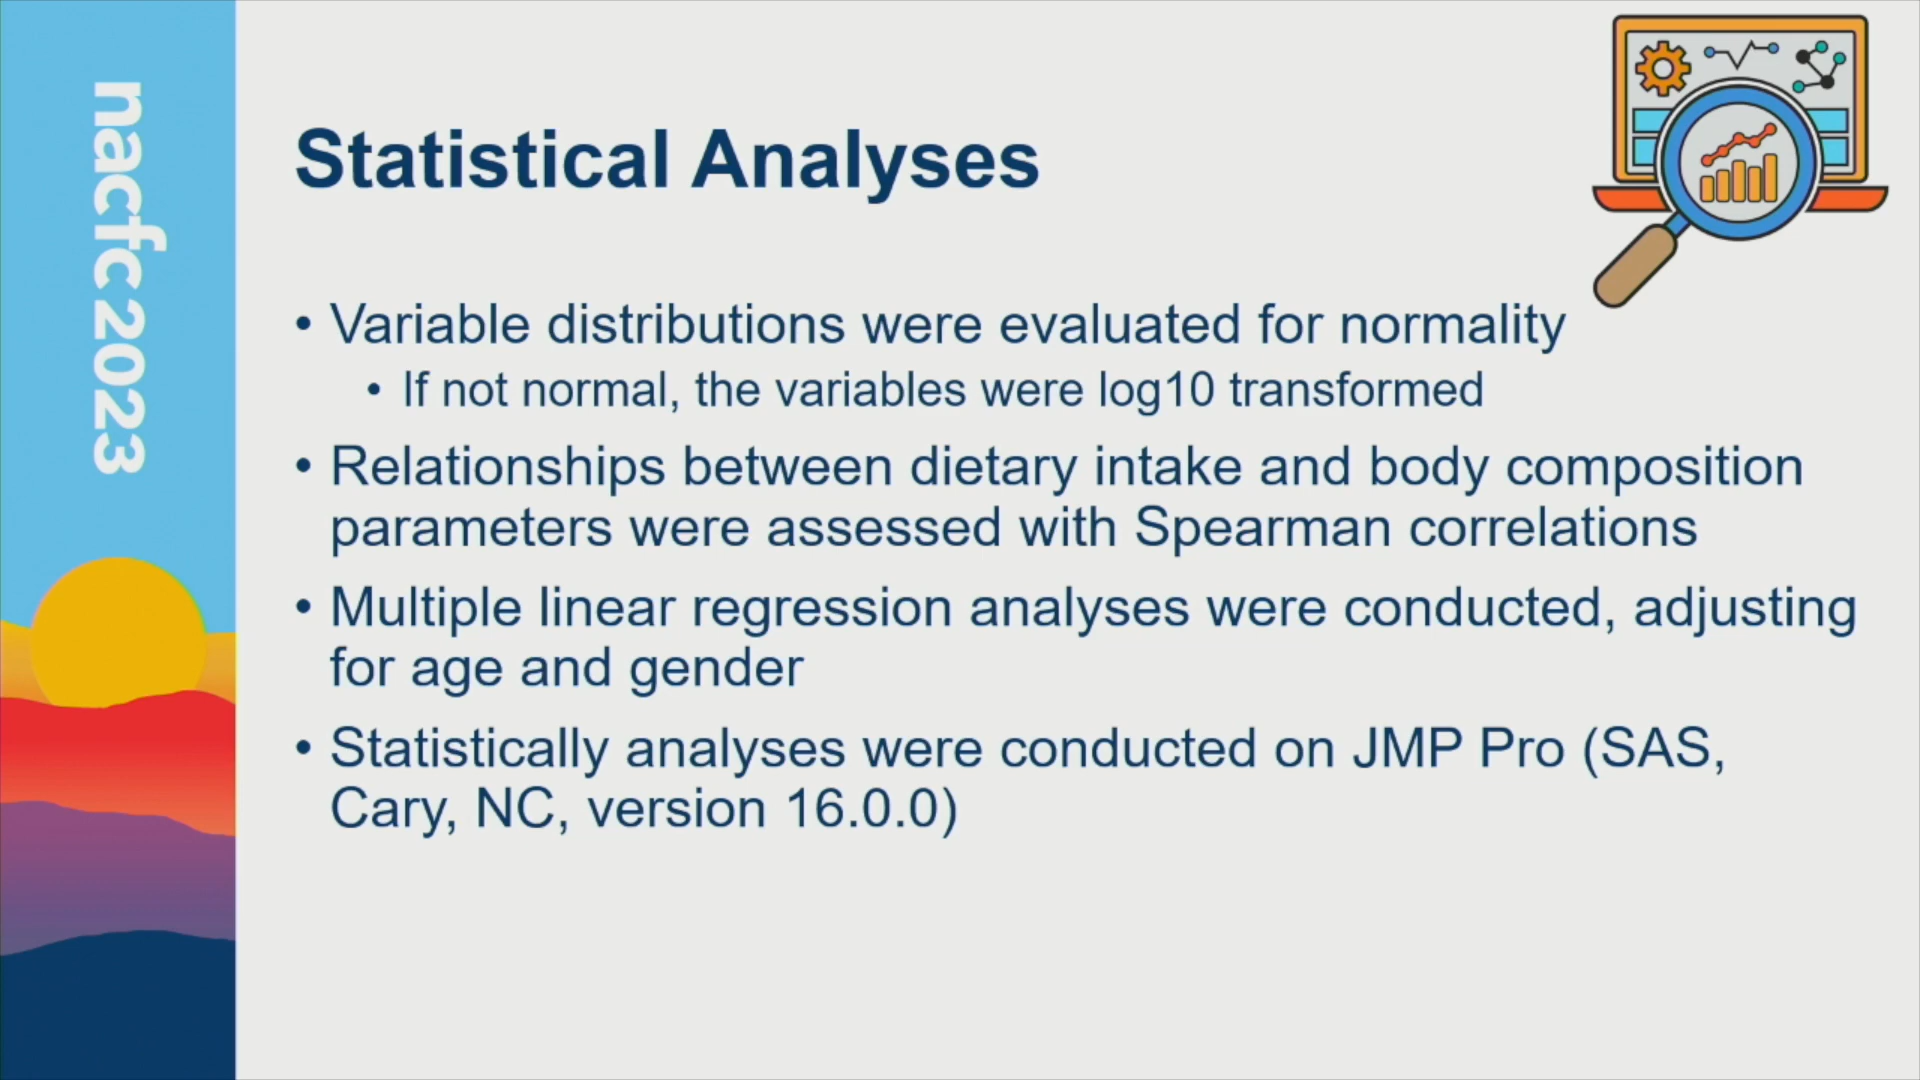 nacfc 2023
Statistical Analyses
• Variable distributions were evaluated for normality
• If not normal, the variables were log10 transformed
• Relationships between dietary intake and body composition
parameters were assessed with Spearman correlations
• Multiple linear regression analyses were conducted, adjusting
for age and gender
• Statistically analyses were conducted on JMP Pro (SAS,
Cary, NC, version 16.0.0)